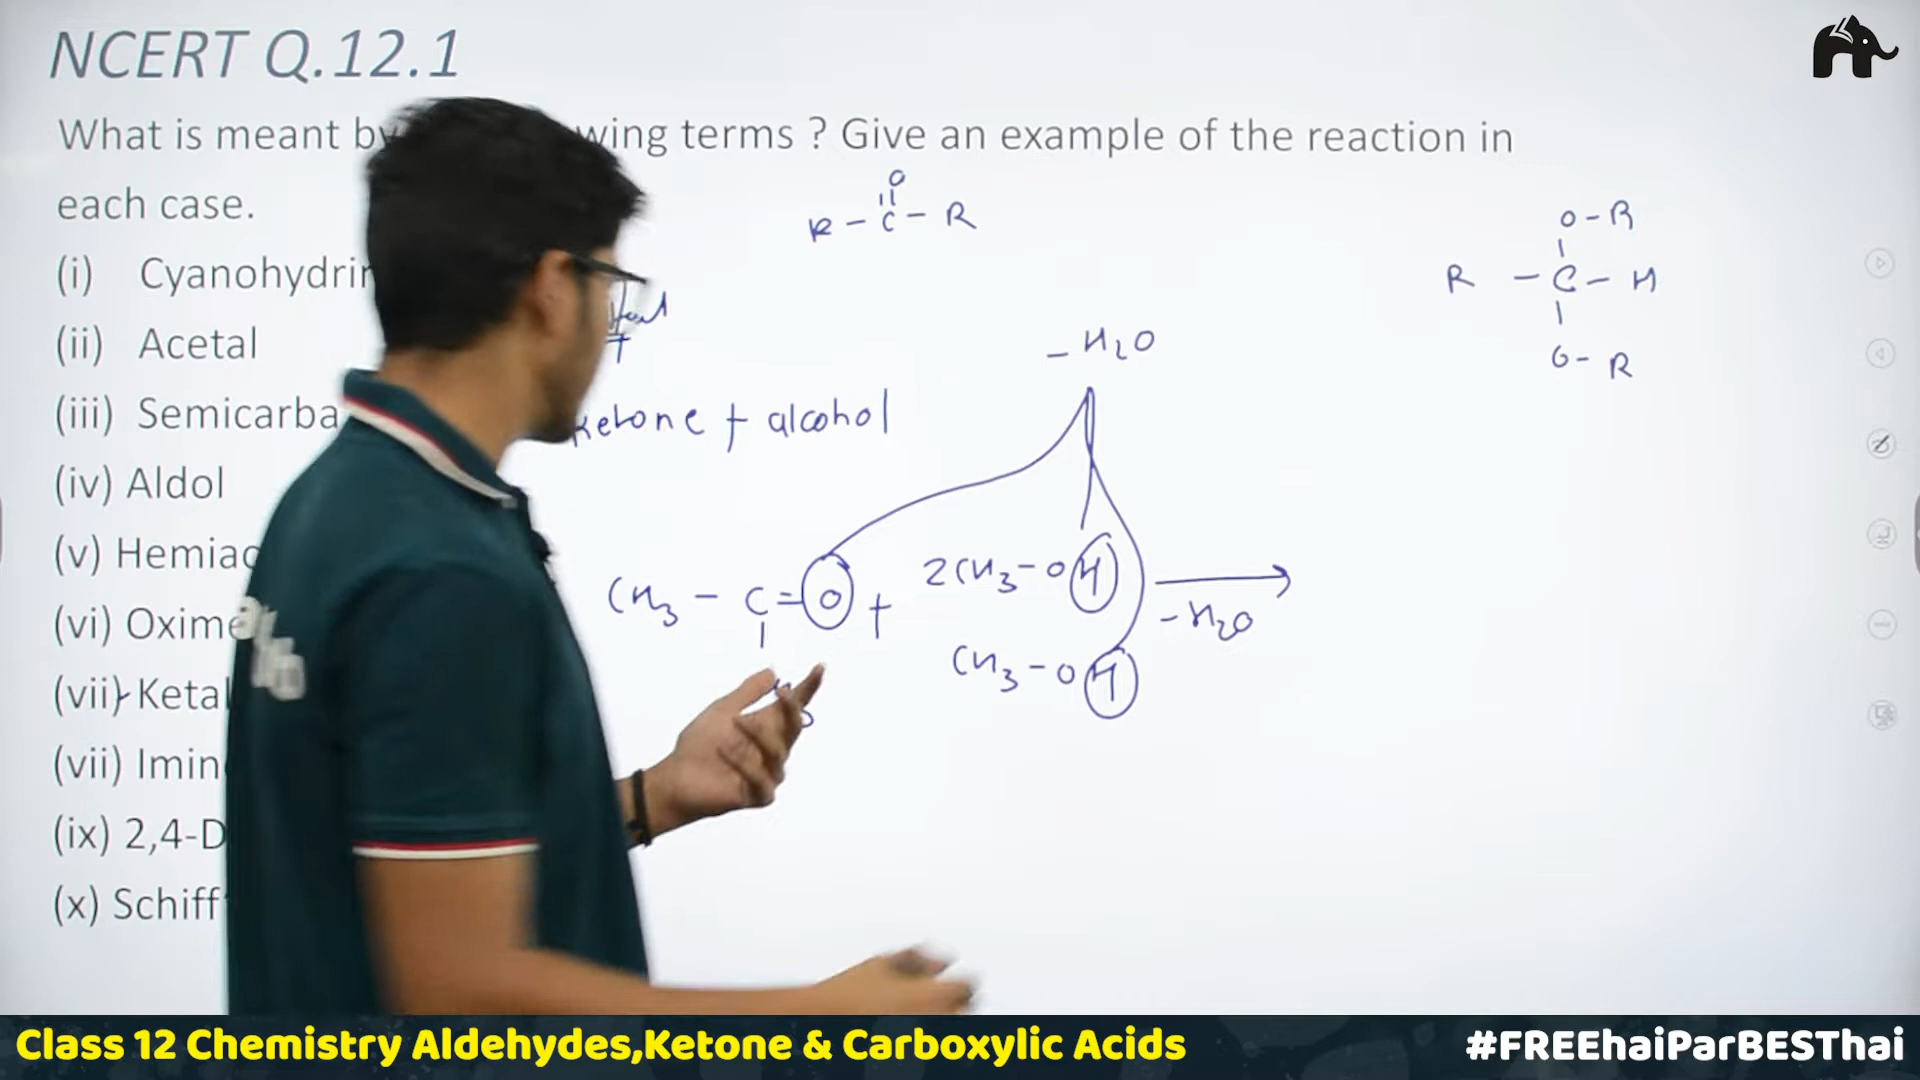 NCERT Q.12.1
What is meant by wing terms ? Give an example of the reaction in
each case.
(i) Cyanohydrin
(ii) Acetal
(iii) Semicarba
(iv) Aldol
(v) Hemiac
(vi) Oxime
(vii) Ketal
(vii) Imin
(ix) 2,4-D
(x) Schiff
O
||
R - C - R
O - R
|
R - C - H
|
O - R
- H2O
Ketone + alcohol
CH3 - C = O + 2CH3 - OH
|
- H2O
CH3 - OH
Class 12 Chemistry Aldehydes,Ketone & Carboxylic Acids
#FREEhaiParBESThai